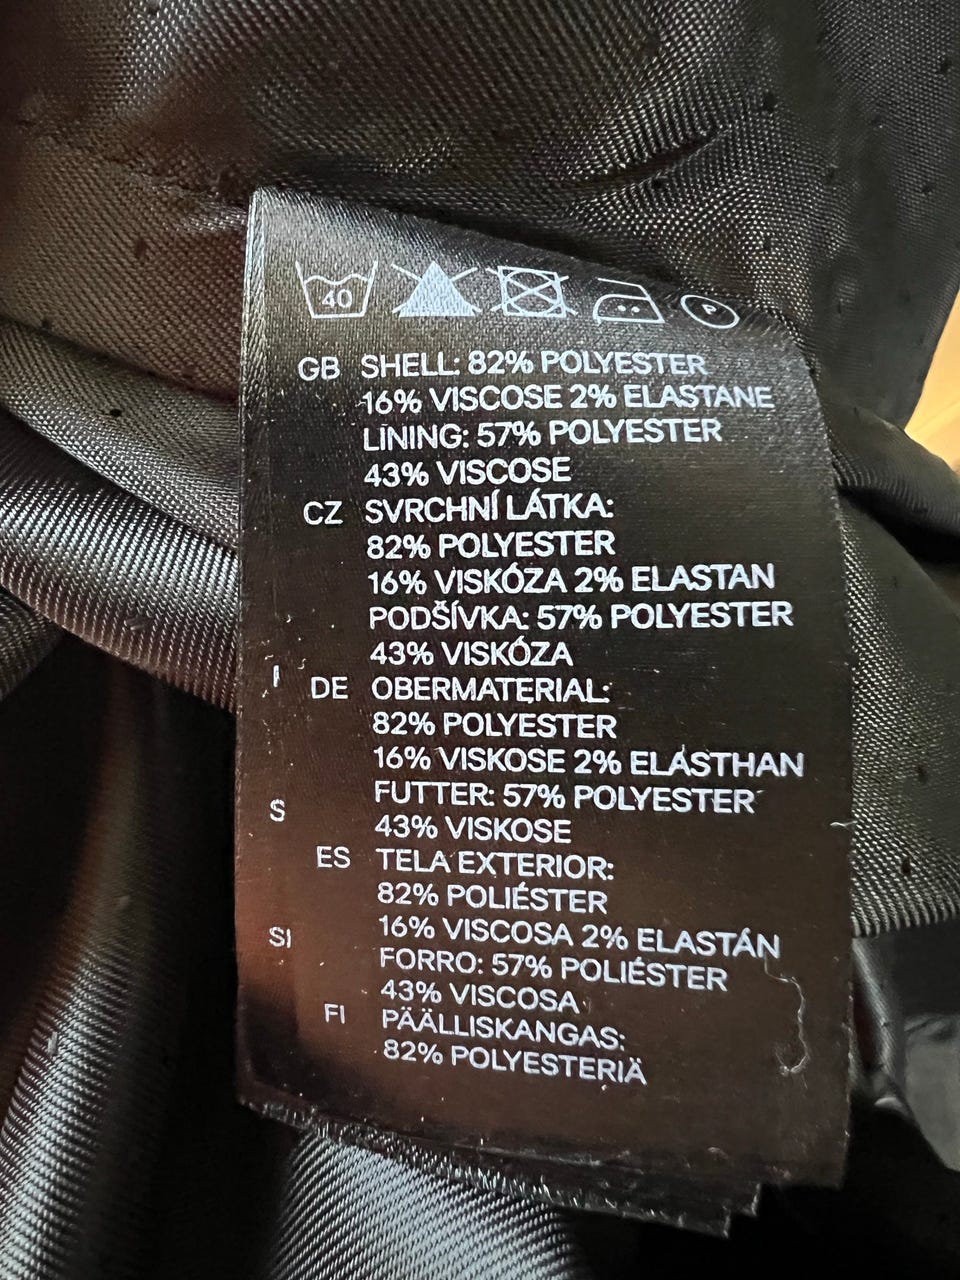 40
P
GB SHELL: 82% POLYESTER
16% VISCOSE 2% ELASTANE
LINING: 57% POLYESTER
43% VISCOSE
CZ SVRCHNÍ LÁTKA:
82% POLYESTER
16% VISKÓZA 2% ELASTAN
PODŠÍVKA: 57% POLYESTER
43% VISKÓZA
DE OBERMATERIAL:
82% POLYESTER
16% VISKOSE 2% ELASTHAN
FUTTER: 57% POLYESTER
S
43% VISKOSE
ES TELA EXTERIOR:
82% POLIÉSTER
16% VISCOSA 2% ELASTÁN
SI
FORRO: 57% POLIÉSTER
43% VISCOSA
FI PÄÄLLISKANGAS:
82% POLYESTERIÄ